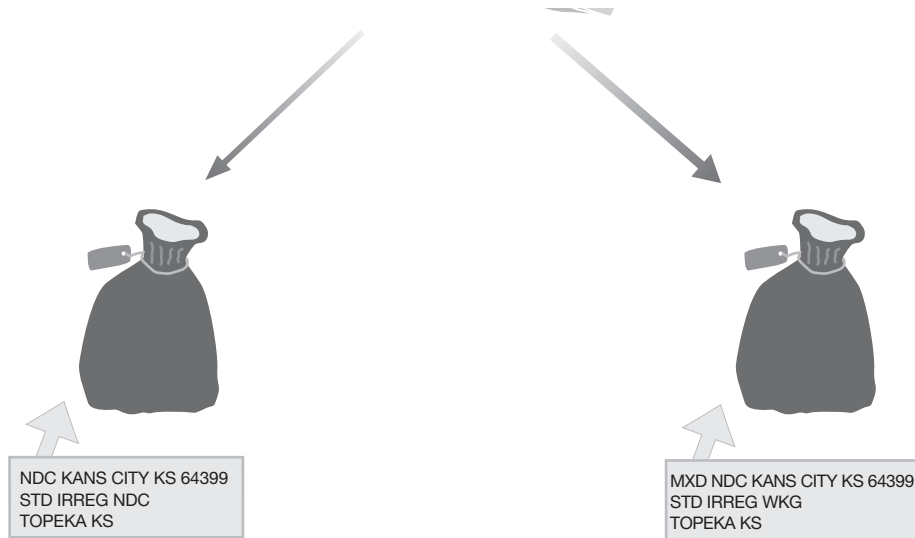 NDC KANS CITY KS 64399
STD IRREG NDC
TOPEKA KS
MXD NDC KANS CITY KS 64399
STD IRREG WKG
TOPEKA KS